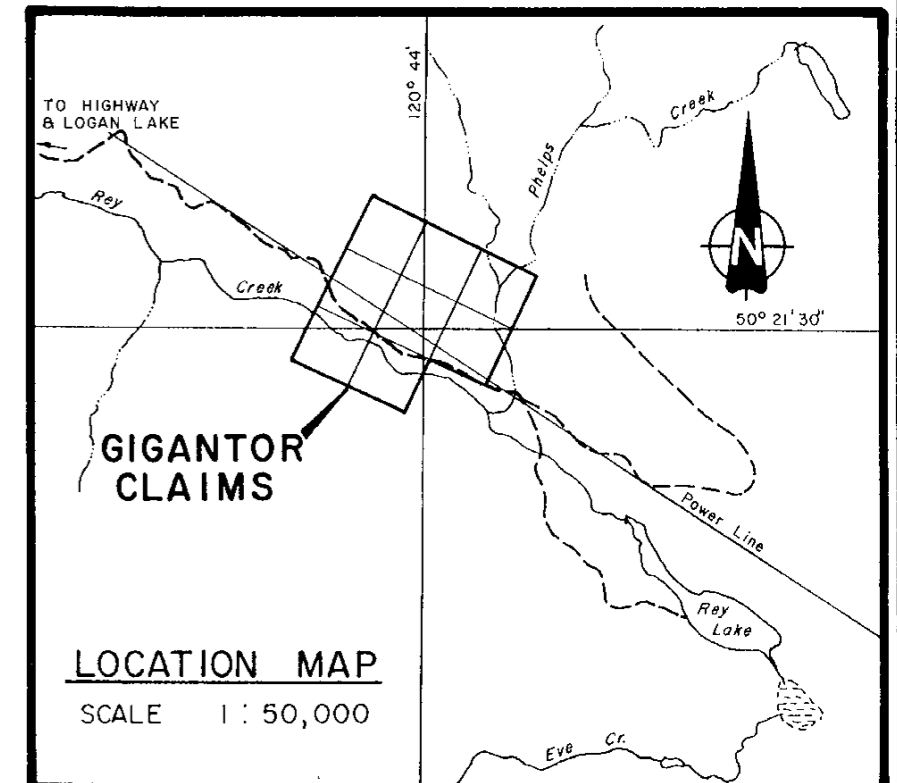 120° 44'
TO HIGHWAY
& LOGAN LAKE
Creek
Phelps
Rey
N
Creek
50° 21' 30"
GIGANTOR
CLAIMS
Power Line
Rey
Lake
LOCATION MAP
SCALE 1 : 50,000
Eve Cr.